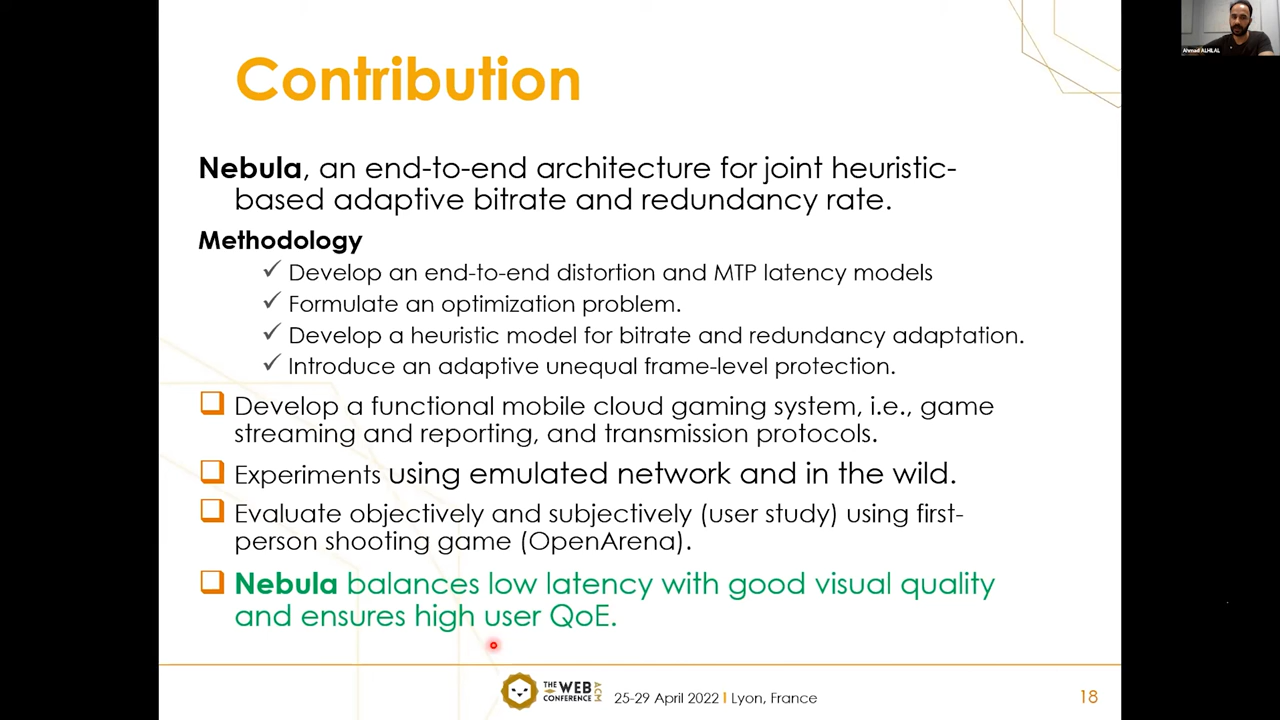 Contribution
Ahmad ALHILAL
Nebula, an end-to-end architecture for joint heuristic-
based adaptive bitrate and redundancy rate.
Methodology
✓ Develop an end-to-end distortion and MTP latency models
✓ Formulate an optimization problem.
✓ Develop a heuristic model for bitrate and redundancy adaptation.
✓ Introduce an adaptive unequal frame-level protection.
❑ Develop a functional mobile cloud gaming system, i.e., game
streaming and reporting, and transmission protocols.
❑ Experiments using emulated network and in the wild.
❑ Evaluate objectively and subjectively (user study) using first-
person shooting game (OpenArena).
❑ Nebula balances low latency with good visual quality
and ensures high user QoE.
THE WEB CONFERENCE ACM
25-29 April 2022 | Lyon, France
18